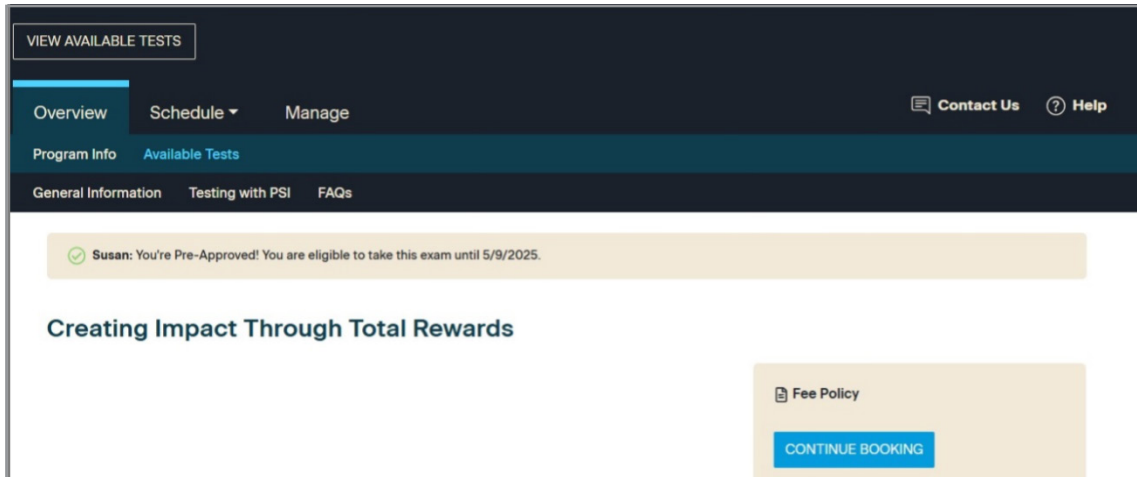 VIEW AVAILABLE TESTS
Overview Schedule Manage Contact Us Help
Program Info Available Tests
General Information Testing with PSI FAQs
Susan: You're Pre-Approved! You are eligible to take this exam until 5/9/2025.
Creating Impact Through Total Rewards
Fee Policy
CONTINUE BOOKING